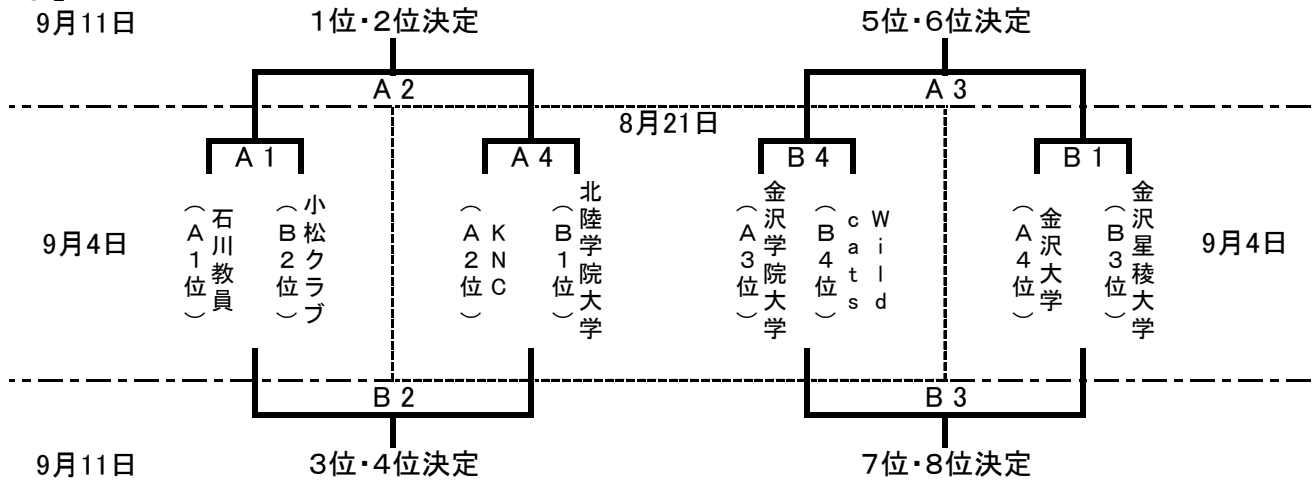 9月11日
1位・2位決定
5位・6位決定
A2
A3
8月21日
A1
A4
B4
B1
9月4日
石川教員
(A1位)
小松クラブ
(B2位)
KNC
(A2位)
北陸学院大学
(B1位)
金沢学院大学
(A3位)
Wild
cats
(B4位)
金沢大学
(A4位)
金沢星稜大学
(B3位)
9月4日
B2
B3
9月11日
3位・4位決定
7位・8位決定